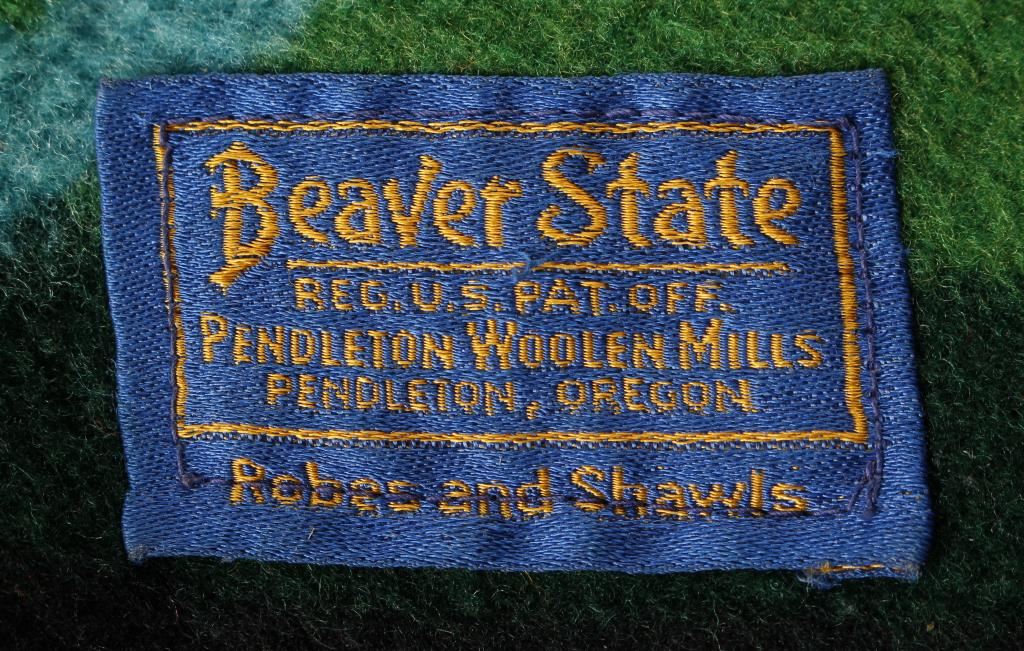 Beaver State
REG. U.S. PAT. OFF.
PENDLETON WOOLEN MILLS
PENDLETON, OREGON
Robes and Shawls